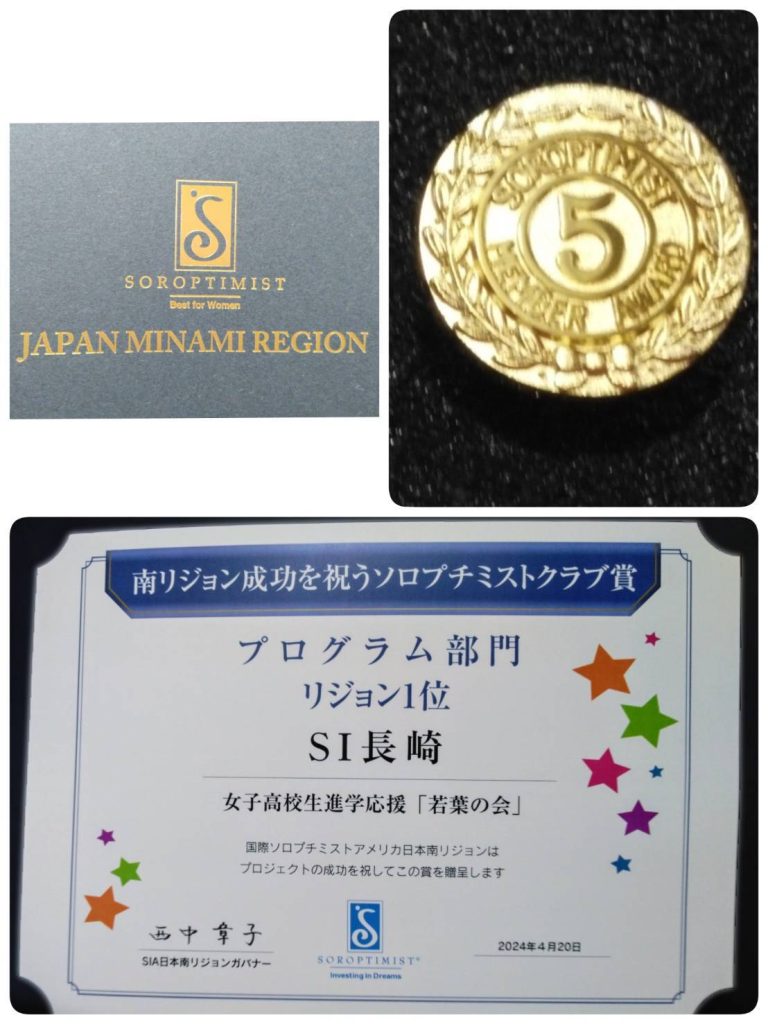 SOROPTIMIST
Best for Women
JAPAN MINAMI REGION
SOROPTIMIST
5
MEMBER AWARD
南リジョン成功を祝うソロプチミストクラブ賞
プログラム部門
リジョン1位
SI長崎
女子高校生進学応援「若葉の会」
国際ソロプチミストアメリカ日本南リジョンは
プロジェクトの成功を祝してこの賞を贈呈します
西中章子
SIA日本南リジョンガバナー
SOROPTIMIST®
Investing in Dreams
2024年4月20日